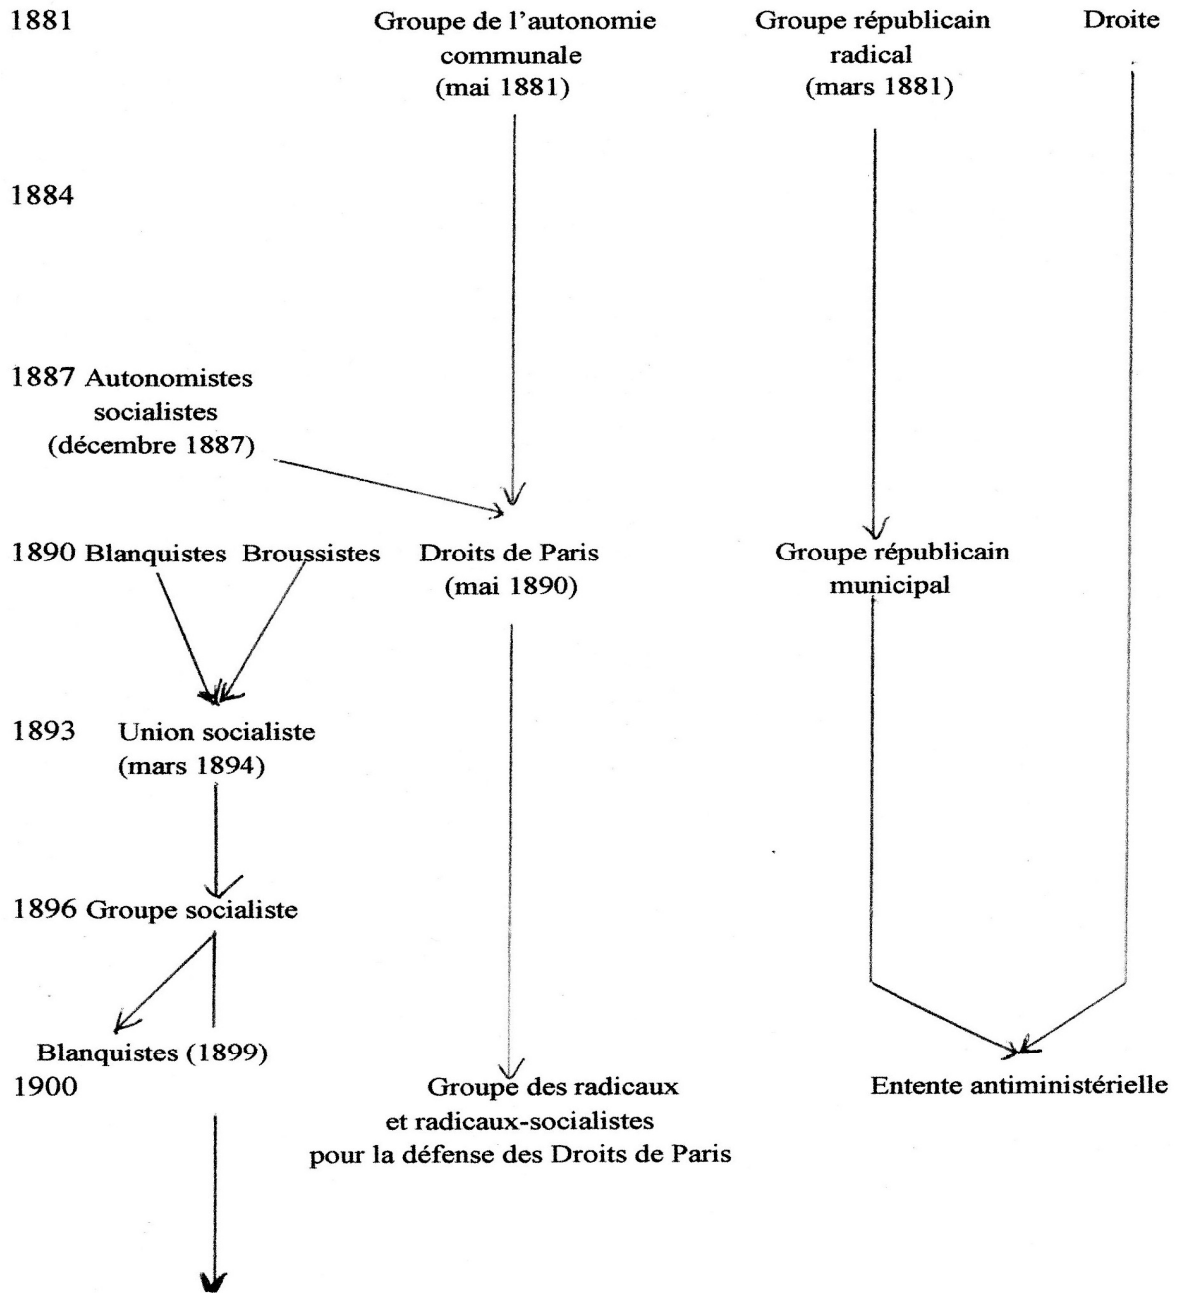 1881
Groupe de l'autonomie
communale
(mai 1881)
Groupe républicain
radical
(mars 1881)
Droite
1884
1887 Autonomistes
socialistes
(décembre 1887)
1890 Blanquistes Broussistes
Droits de Paris
(mai 1890)
Groupe républicain
municipal
1893 Union socialiste
(mars 1894)
1896 Groupe socialiste
Blanquistes (1899)
1900
Groupe des radicaux
et radicaux-socialistes
pour la défense des Droits de Paris
Entente antiministérielle